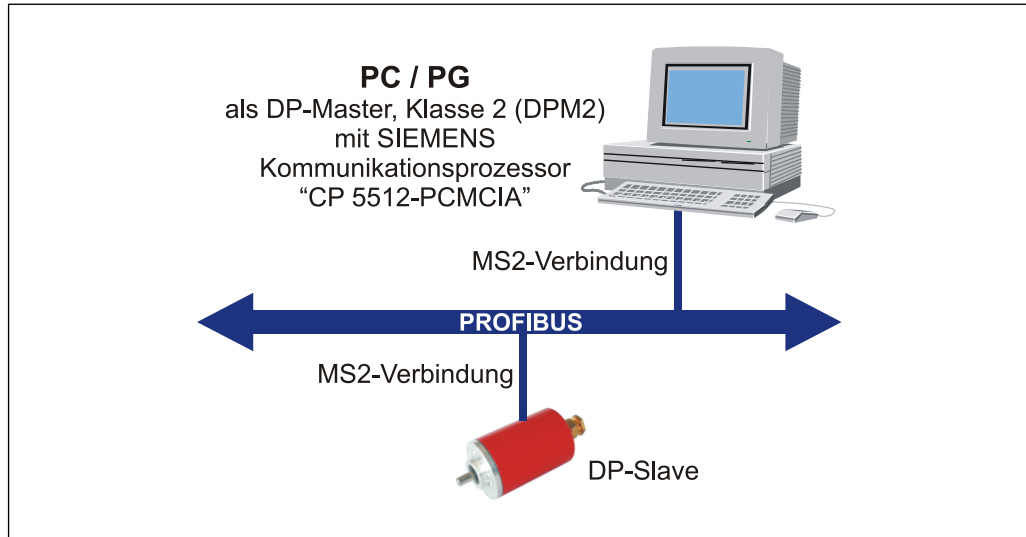 PC / PG
als DP-Master, Klasse 2 (DPM2)
mit SIEMENS
Kommunikationsprozessor
“CP 5512-PCMCIA”
MS2-Verbindung
PROFIBUS
MS2-Verbindung
DP-Slave